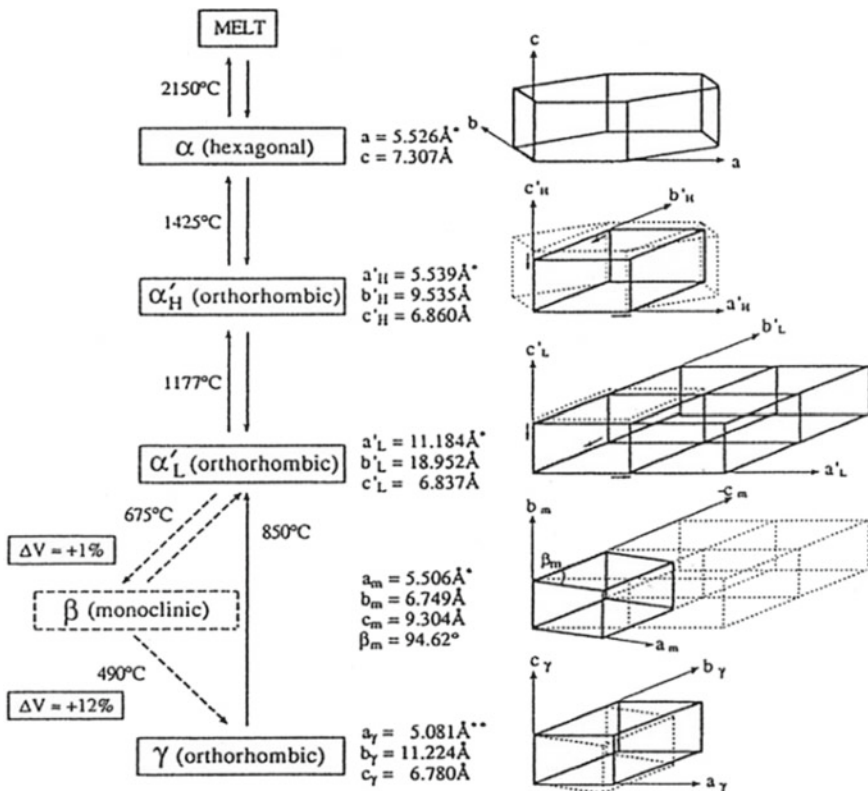 MELT
2150°C
α (hexagonal)
a = 5.526Å*
c = 7.307Å
c
b
a
1425°C
α′H (orthorhombic)
a'H = 5.539Å*
b'H = 9.535Å
c'H = 6.860Å
c'H
b'H
a'H
1177°C
α′L (orthorhombic)
a'L = 11.184Å*
b'L = 18.952Å
c'L = 6.837Å
c'L
b'L
a'L
675°C
850°C
ΔV = +1%
β (monoclinic)
am = 5.506Å*
bm = 6.749Å
cm = 9.304Å
βm = 94.62°
bm
-cm
βm
am
490°C
ΔV = +12%
γ (orthorhombic)
aγ = 5.081Å**
bγ = 11.224Å
cγ = 6.780Å
cγ
bγ
aγ